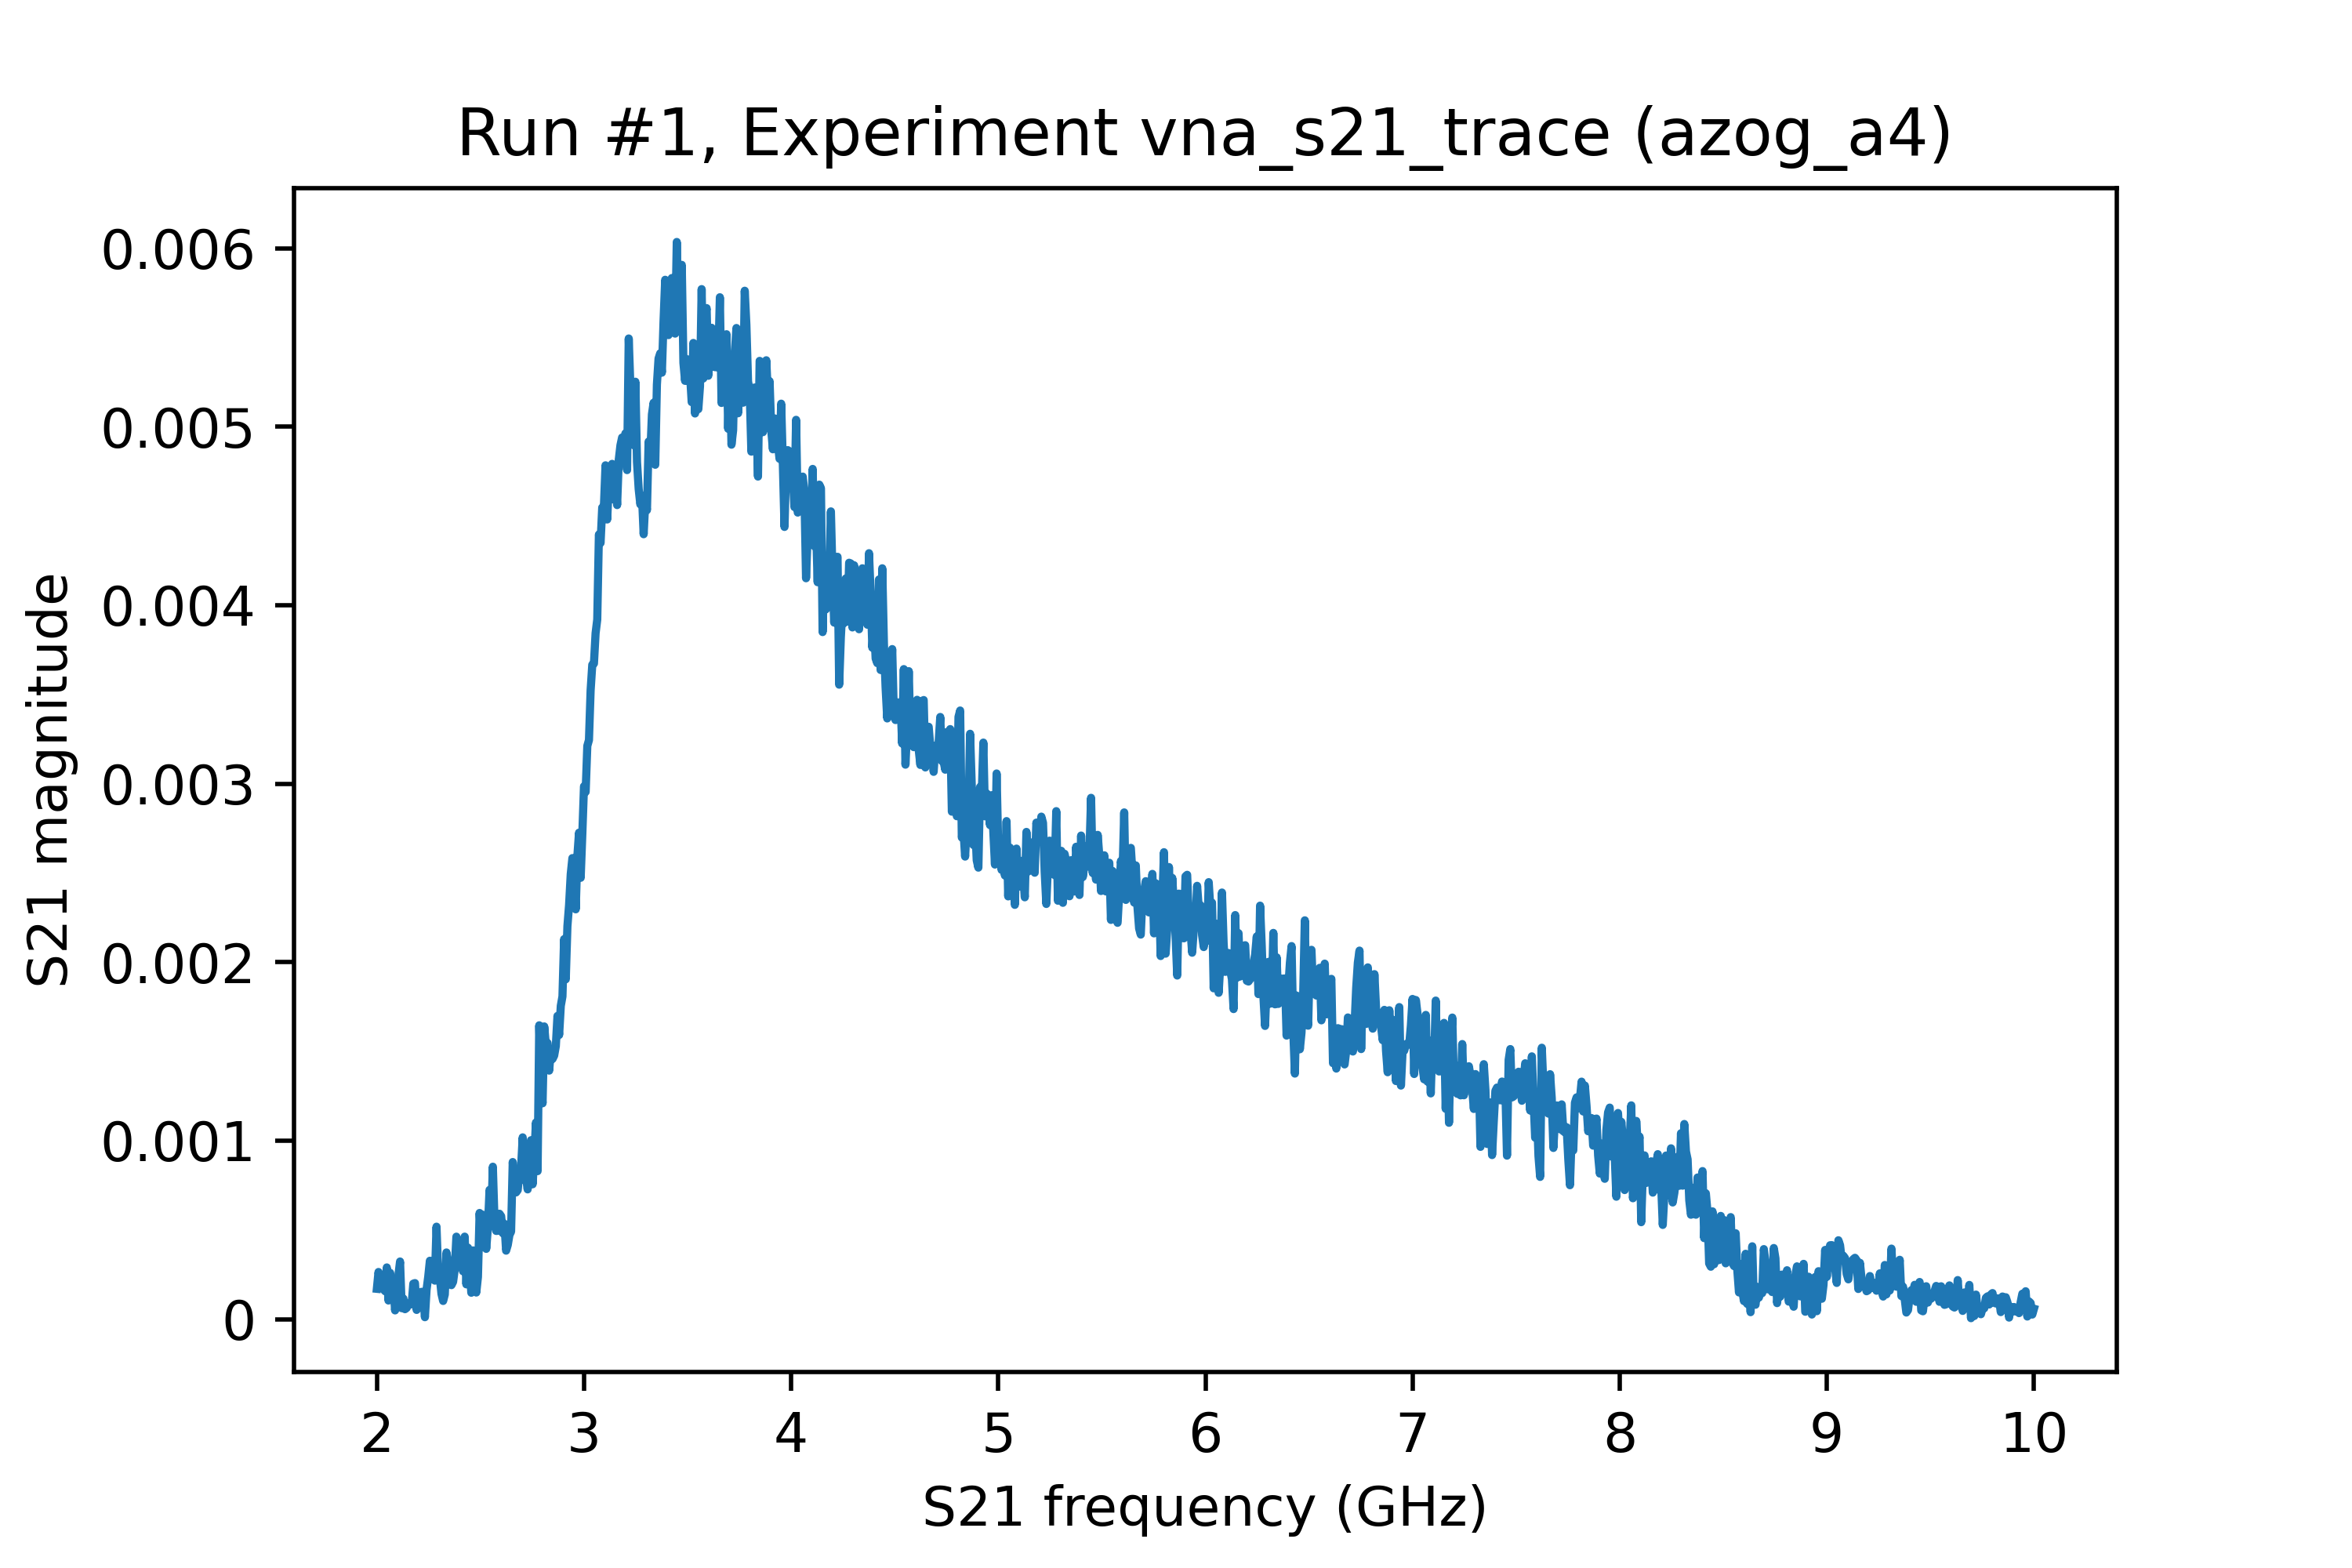 Run #1, Experiment vna_s21_trace (azog_a4)
0.006
0.005
0.004
0.003
0.002
0.001
0
S21 magnitude
2 3 4 5 6 7 8 9 10
S21 frequency (GHz)